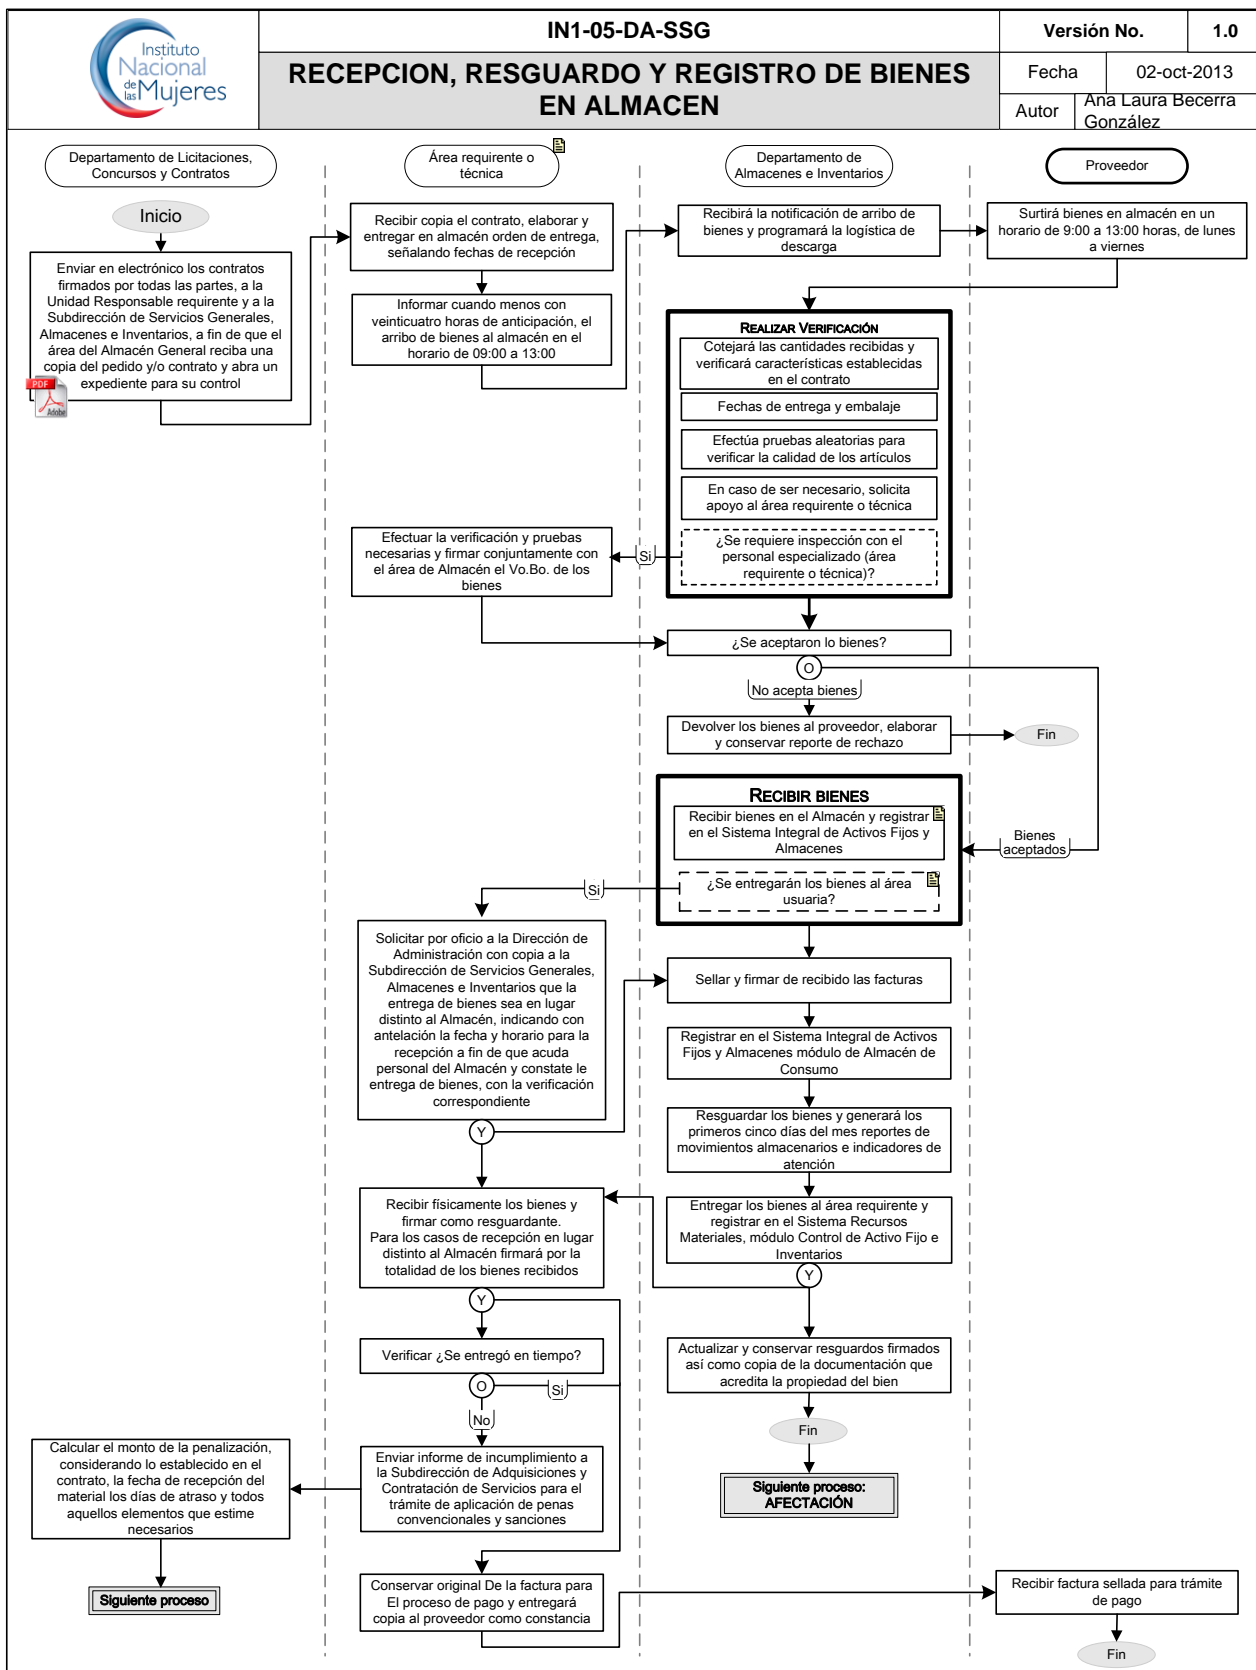 Instituto
Nacional
de las Mujeres
IN1-05-DA-SSG
RECEPCION, RESGUARDO Y REGISTRO DE BIENES
EN ALMACEN
Versión No.
1.0
Fecha
02-oct-2013
Autor
Ana Laura Becerra
González
Departamento de Licitaciones,
Concursos y Contratos
Área requirente o
técnica
Departamento de
Almacenes e Inventarios
Proveedor
Inicio
Enviar en electrónico los contratos
firmados por todas las partes, a la
Unidad Responsable requirente y a la
Subdirección de Servicios Generales,
Almacenes e Inventarios, a fin de que el
área del Almacén General reciba una
copia del pedido y/o contrato y abra un
expediente para su control
PDF
Adobe
Recibir copia el contrato, elaborar y
entregar en almacén orden de entrega,
señalando fechas de recepción
Informar cuando menos con
veinticuatro horas de anticipación, el
arribo de bienes al almacén en el
horario de 09:00 a 13:00
Recibirá la notificación de arribo de
bienes y programará la logística de
descarga
Surtirá bienes en almacén en un
horario de 9:00 a 13:00 horas, de lunes
a viernes
REALIZAR VERIFICACIÓN
Cotejará las cantidades recibidas y
verificará características establecidas
en el contrato
Fechas de entrega y embalaje
Efectúa pruebas aleatorias para
verificar la calidad de los artículos
En caso de ser necesario, solicita
apoyo al área requirente o técnica
¿Se requiere inspección con el
personal especializado (área
requirente o técnica)?
Si
Efectuar la verificación y pruebas
necesarias y firmar conjuntamente con
el área de Almacén el Vo.Bo. de los
bienes
¿Se aceptaron lo bienes?
O
No acepta bienes
Devolver los bienes al proveedor, elaborar
y conservar reporte de rechazo
Fin
Bienes
aceptados
RECIBIR BIENES
Recibir bienes en el Almacén y registrar
en el Sistema Integral de Activos Fijos y
Almacenes
¿Se entregarán los bienes al área
usuaria?
Si
Solicitar por oficio a la Dirección de
Administración con copia a la
Subdirección de Servicios Generales,
Almacenes e Inventarios que la
entrega de bienes sea en lugar
distinto al Almacén, indicando con
antelación la fecha y horario para la
recepción a fin de que acuda
personal del Almacén y constate le
entrega de bienes, con la verificación
correspondiente
Y
Sellar y firmar de recibido las facturas
Registrar en el Sistema Integral de Activos
Fijos y Almacenes módulo de Almacén de
Consumo
Resguardar los bienes y generará los
primeros cinco días del mes reportes de
movimientos almacenarios e indicadores de
atención
Entregar los bienes al área requirente y
registrar en el Sistema Recursos
Materiales, módulo Control de Activo Fijo e
Inventarios
Y
Recibir físicamente los bienes y
firmar como resguardante.
Para los casos de recepción en lugar
distinto al Almacén firmará por la
totalidad de los bienes recibidos
Y
Verificar ¿Se entregó en tiempo?
O
Si
No
Actualizar y conservar resguardos firmados
así como copia de la documentación que
acredita la propiedad del bien
Fin
Siguiente proceso:
AFECTACIÓN
Enviar informe de incumplimiento a
la Subdirección de Adquisiciones y
Contratación de Servicios para el
trámite de aplicación de penas
convencionales y sanciones
Calcular el monto de la penalización,
considerando lo establecido en el
contrato, la fecha de recepción del
material los días de atraso y todos
aquellos elementos que estime
necesarios
Siguiente proceso
Conservar original De la factura para
El proceso de pago y entregará
copia al proveedor como constancia
Recibir factura sellada para trámite
de pago
Fin